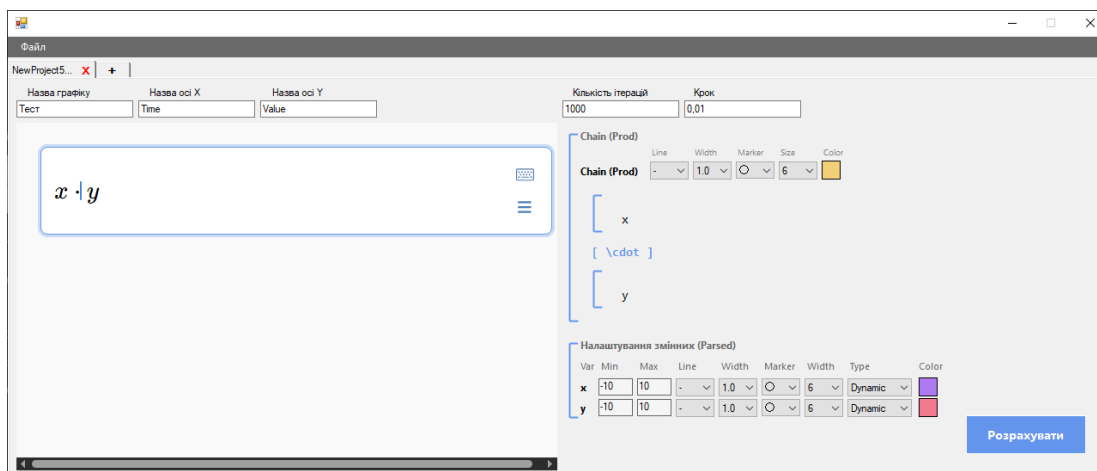 Файл
NewProject5... X +
Назва графіку Назва осі X Назва осі Y Кількість ітерацій Крок
Тест Time Value 1000 0,01
Chain (Prod)
Line Width Marker Size Color
Chain (Prod) - 1.0 O 6
x · y
x
[ \cdot ]
y
Налаштування змінних (Parsed)
Var Min Max Line Width Marker Width Type Color
x -10 10 - 1.0 O 6 Dynamic
y -10 10 - 1.0 O 6 Dynamic
Розрахувати